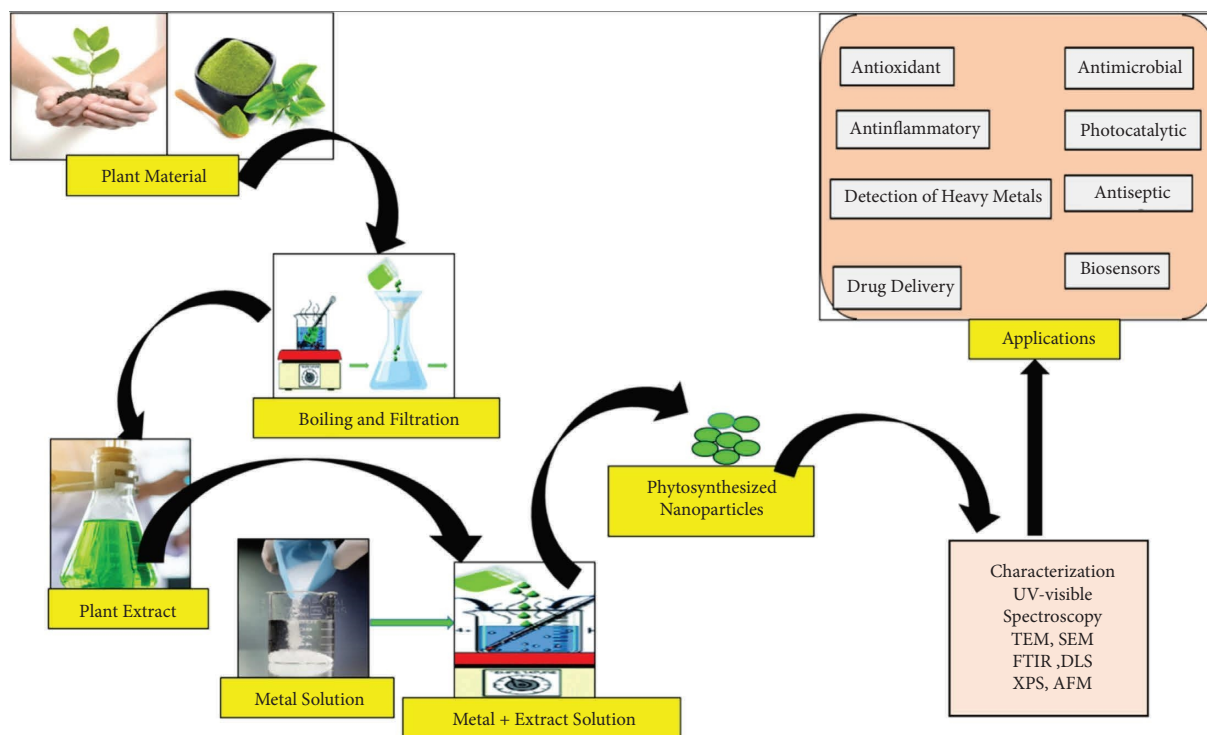 Plant Material
Boiling and Filtration
Plant Extract
Metal Solution
Metal + Extract Solution
Phytosynthesized
Nanoparticles
Characterization
UV-visible
Spectroscopy
TEM, SEM
FTIR ,DLS
XPS, AFM
Applications
Antioxidant
Antimicrobial
Antinflammatory
Photocatalytic
Detection of Heavy Metals
Antiseptic
Drug Delivery
Biosensors